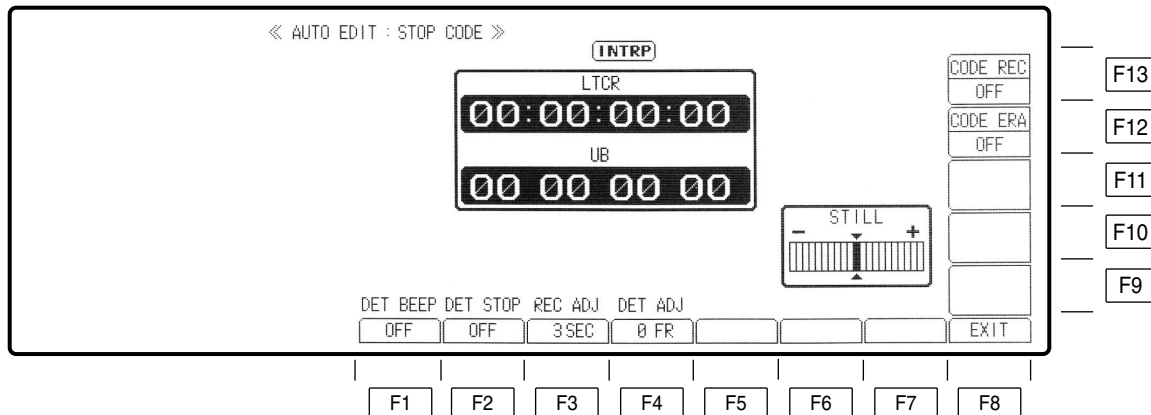 ≪ AUTO EDIT : STOP CODE ≫
INTRP
LTCR
00:00:00:00
UB
00 00 00 00
STILL
- +
CODE REC
OFF
F13
CODE ERA
OFF
F12
F11
F10
F9
DET BEEP DET STOP REC ADJ DET ADJ
OFF OFF 3SEC 0 FR EXIT
F1 F2 F3 F4 F5 F6 F7 F8